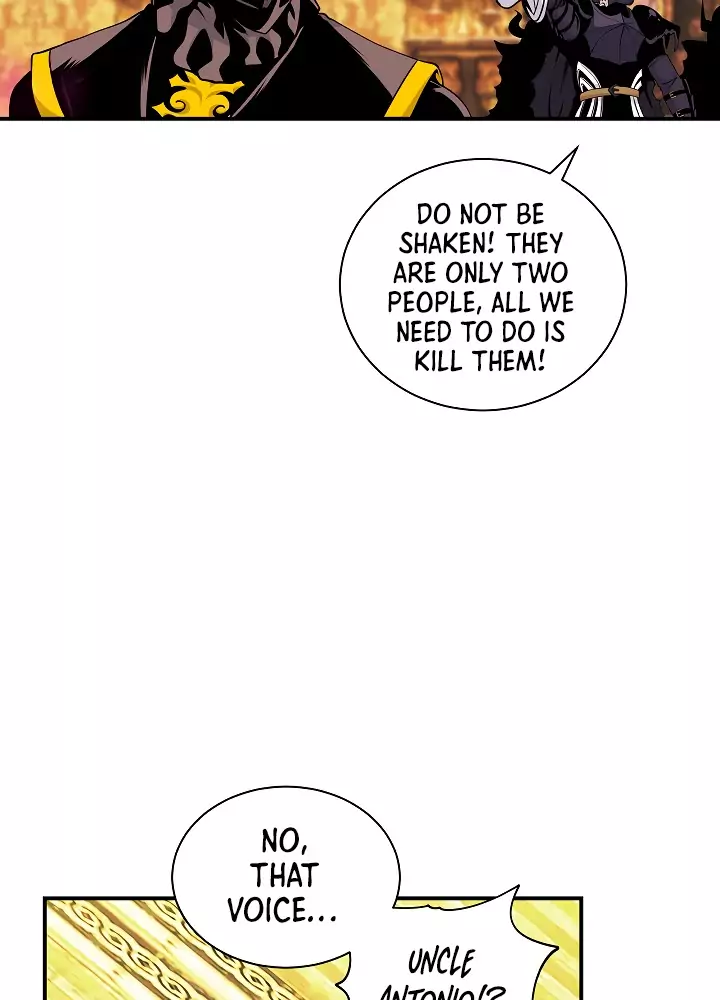 DO NOT BE
SHAKEN! THEY
ARE ONLY TWO
PEOPLE, ALL WE
NEED TO DO IS
KILL THEM!
NO,
THAT
VOICE...
UNCLE
ANTONIO!?